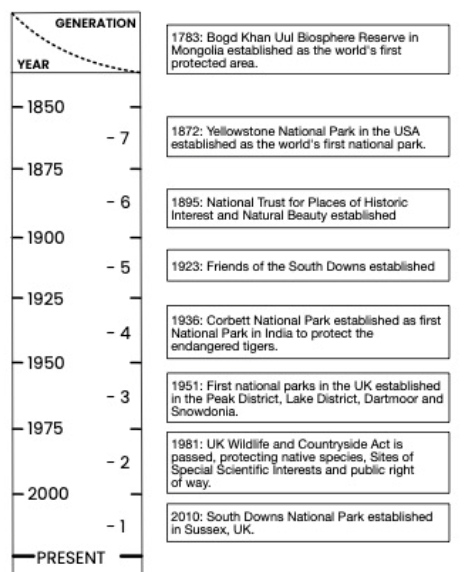 GENERATION
YEAR
1783: Bogd Khan Uul Biosphere Reserve in
Mongolia established as the world's first
protected area.
1850
- 7
1872: Yellowstone National Park in the USA
established as the world's first national park.
1875
- 6
1895: National Trust for Places of Historic
Interest and Natural Beauty established
1900
- 5
1923: Friends of the South Downs established
1925
- 4
1936: Corbett National Park established as first
National Park in India to protect the
endangered tigers.
1950
- 3
1951: First national parks in the UK established
in the Peak District, Lake District, Dartmoor and
Snowdonia.
1975
- 2
1981: UK Wildlife and Countryside Act is
passed, protecting native species, Sites of
Special Scientific Interests and public right
of way.
2000
- 1
2010: South Downs National Park established
in Sussex, UK.
PRESENT